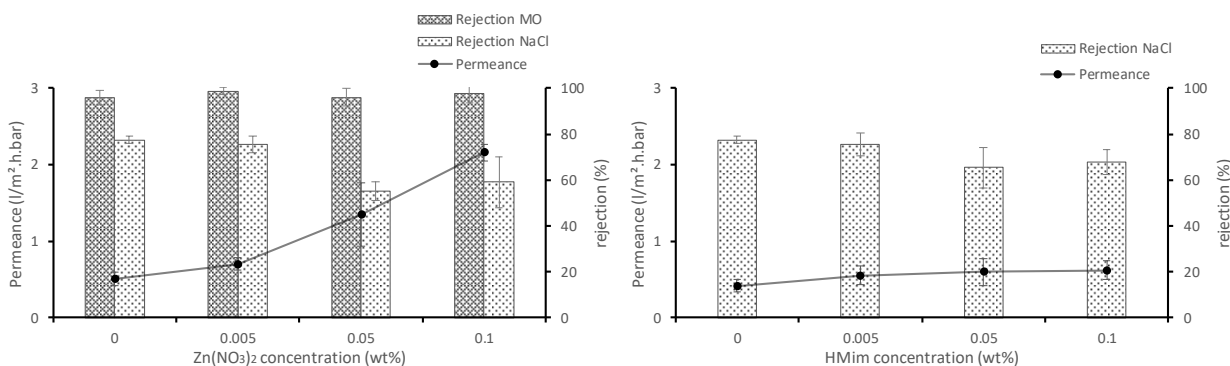 Rejection MO
Rejection NaCl
Permeance
3
2
1
0
100
80
60
40
20
0
Permeance (l/m².h.bar)
rejection (%)
0 0.005 0.05 0.1
Zn(NO₃)₂ concentration (wt%)
Rejection NaCl
Permeance
3
2
1
0
100
80
60
40
20
0
Permeance (l/m².h.bar)
rejection (%)
0 0.005 0.05 0.1
HMim concentration (wt%)